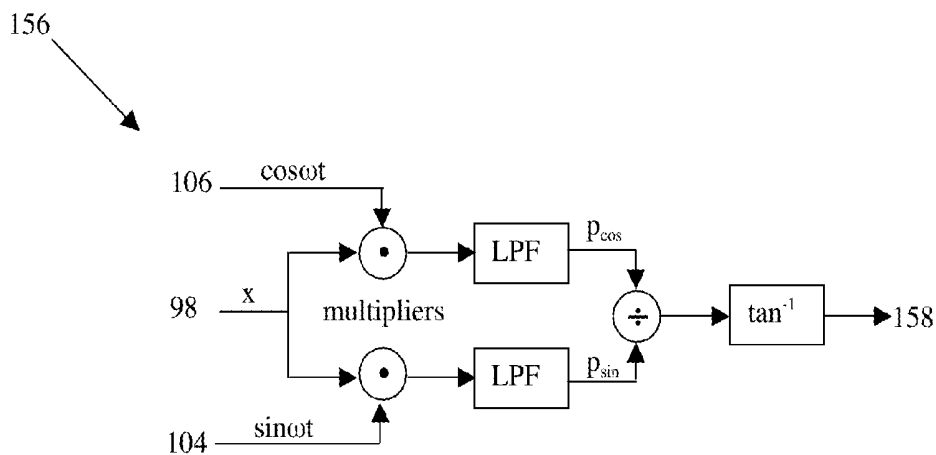 156
106 cosωt
LPF p_cos
98 x multipliers ÷ tan⁻¹ 158
LPF p_sin
104 sinωt